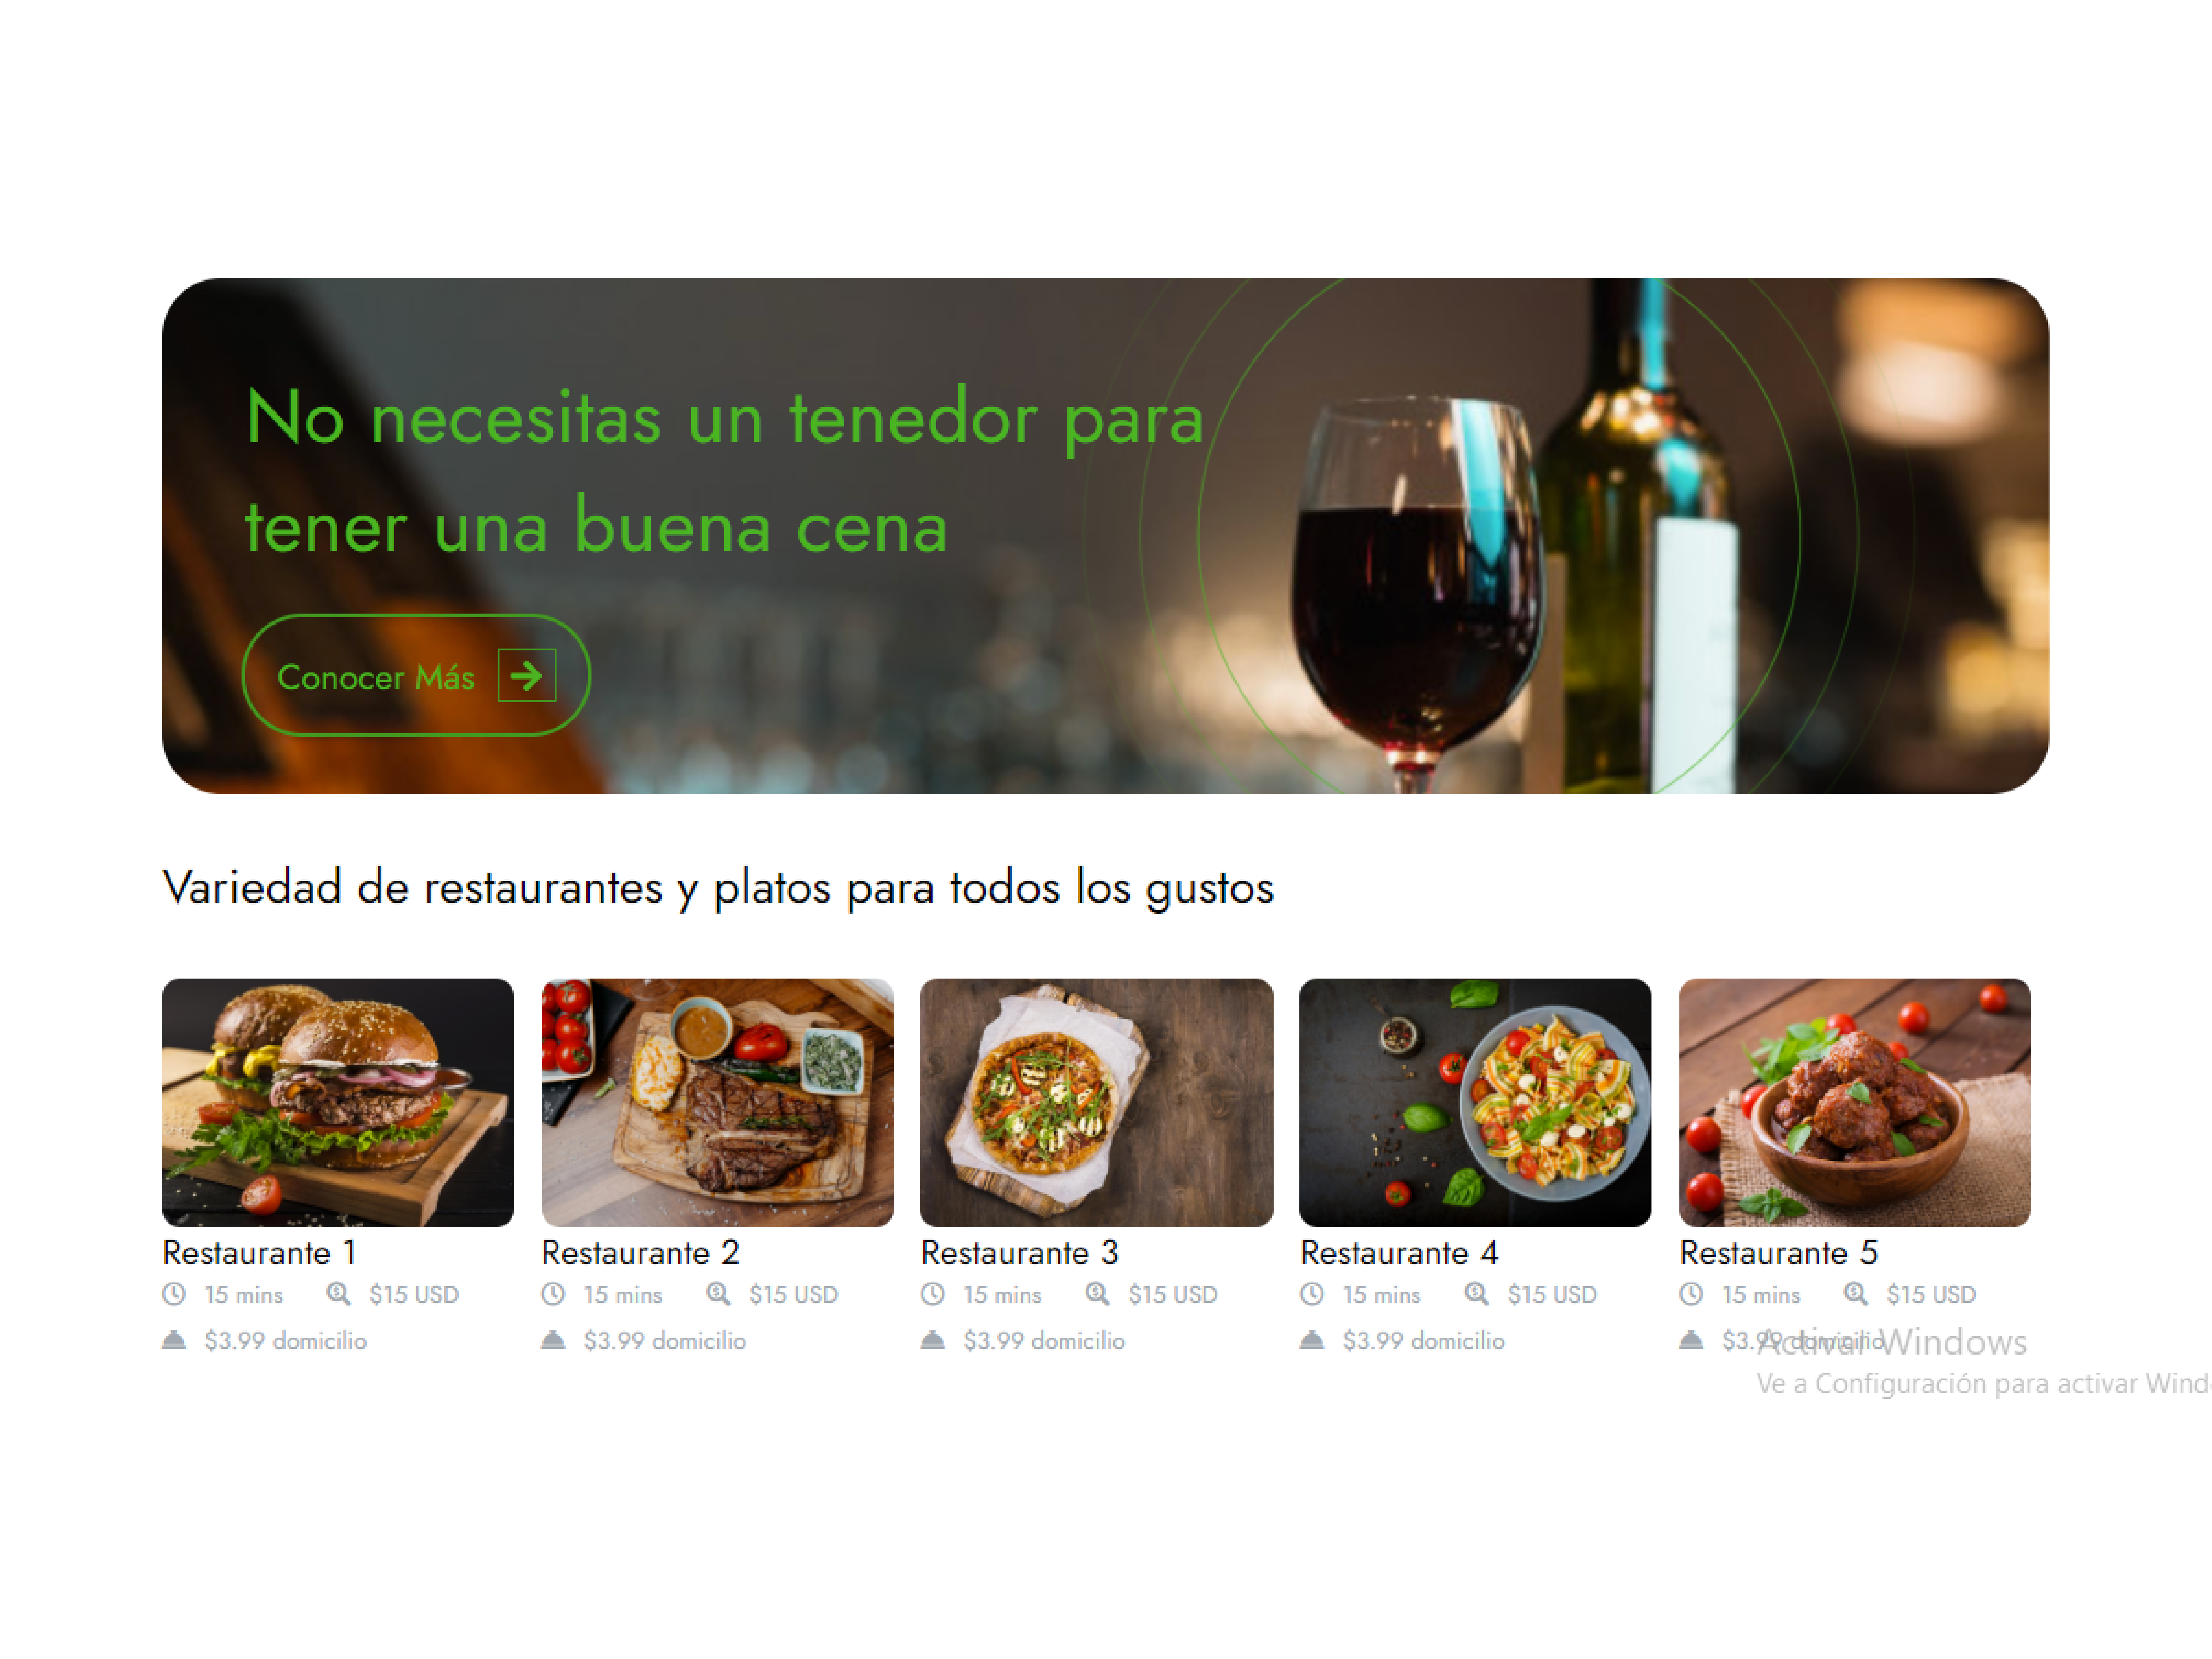 No necesitas un tenedor para
tener una buena cena
Conocer Más
Variedad de restaurantes y platos para todos los gustos
Restaurante 1
15 mins $15 USD
$3.99 domicilio
Restaurante 2
15 mins $15 USD
$3.99 domicilio
Restaurante 3
15 mins $15 USD
$3.99 domicilio
Restaurante 4
15 mins $15 USD
$3.99 domicilio
Restaurante 5
15 mins $15 USD
$3.99 domicilio
Activar Windows
Ve a Configuración para activar Wind